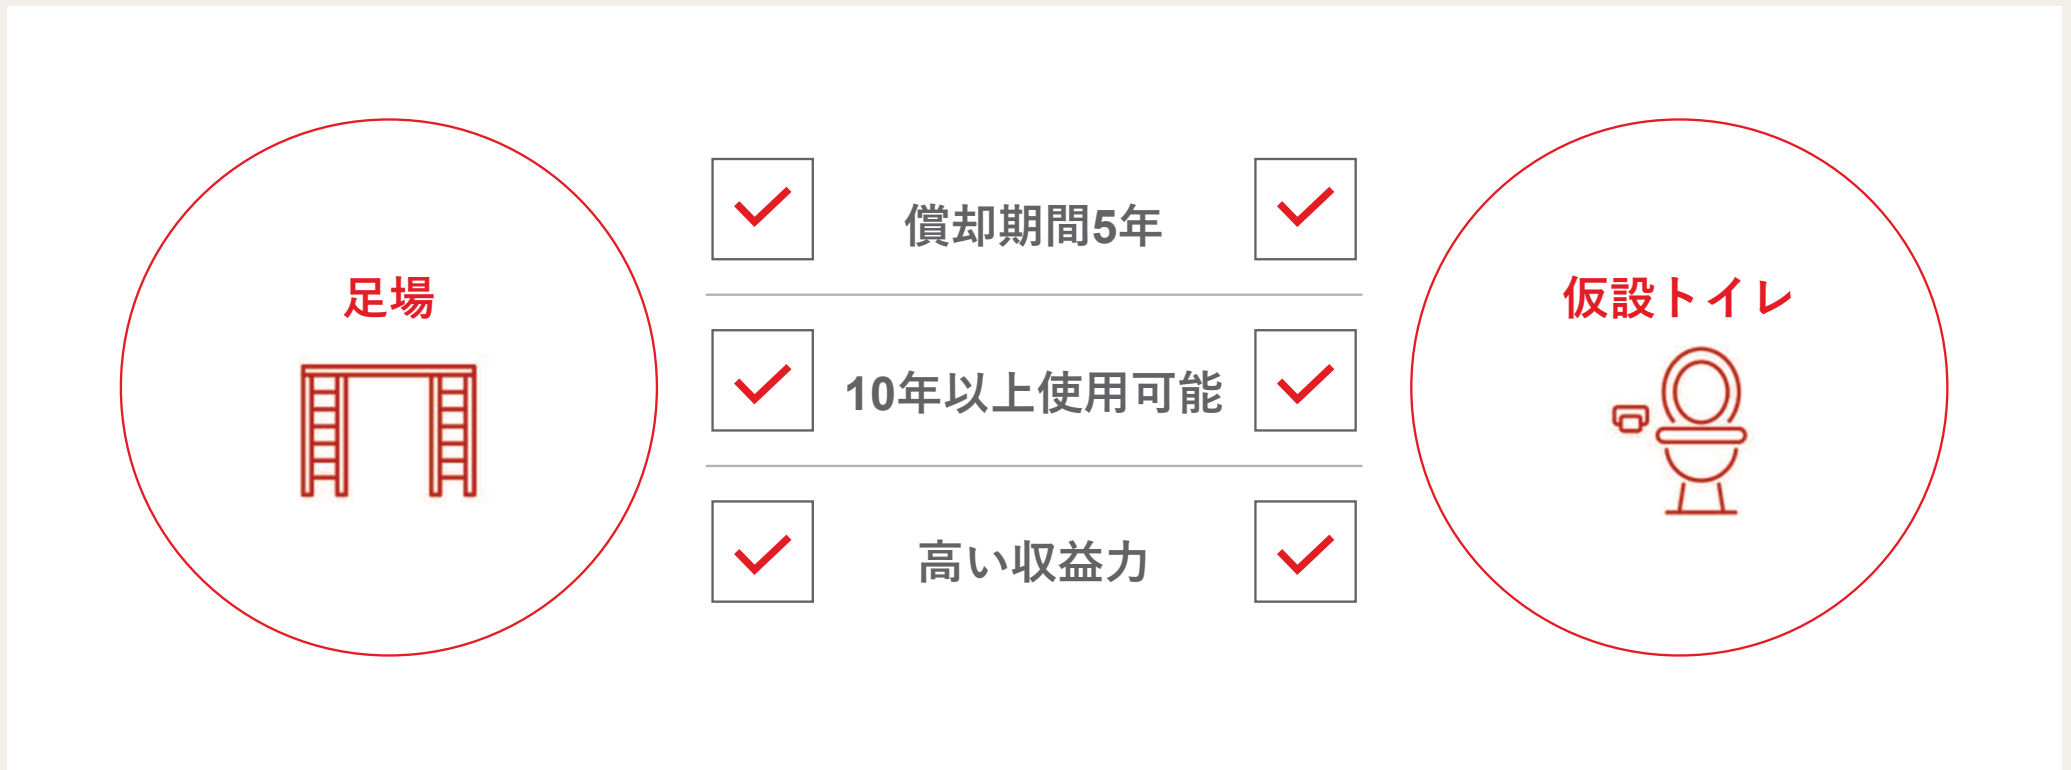 足場
償却期間5年
10年以上使用可能
高い収益力
仮設トイレ